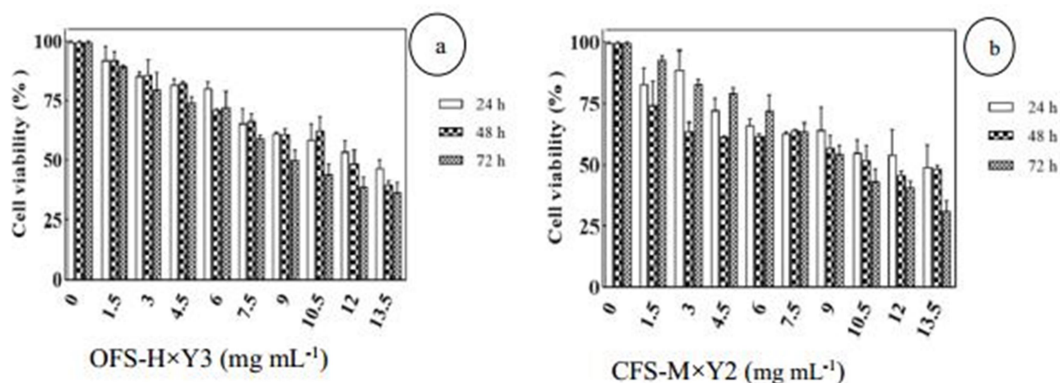 a
Cell viability (%)
100
75
50
25
0
0 1.5 3 4.5 6 7.5 9 10.5 12 13.5
OFS-H×Y3 (mg mL⁻¹)
24 h
48 h
72 h
b
Cell viability (%)
100
75
50
25
0
0 1.5 3 4.5 6 7.5 9 10.5 12 13.5
CFS-M×Y2 (mg mL⁻¹)
24 h
48 h
72 h